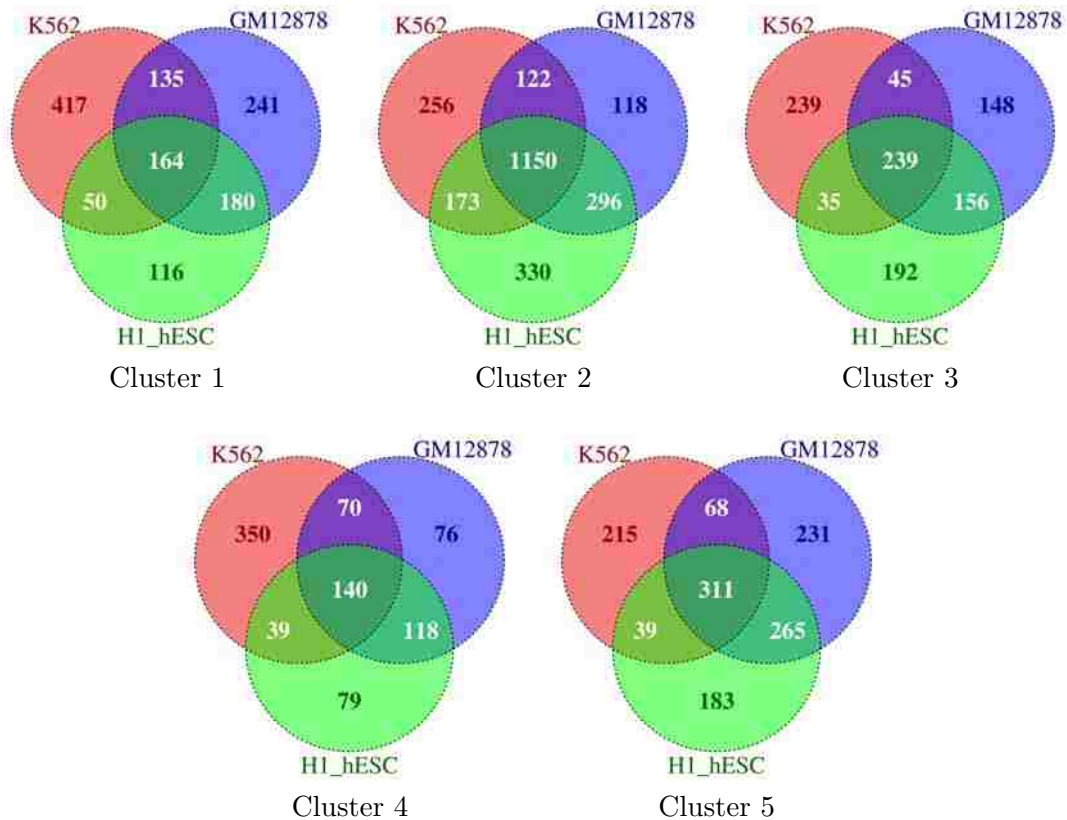 K562 GM12878
417 135 241
164
50 180
116
H1_hESC
Cluster 1
K562 GM12878
256 122 118
1150
173 296
330
H1_hESC
Cluster 2
K562 GM12878
239 45 148
239
35 156
192
H1_hESC
Cluster 3
K562 GM12878
350 70 76
140
39 118
79
H1_hESC
Cluster 4
K562 GM12878
215 68 231
311
39 265
183
H1_hESC
Cluster 5